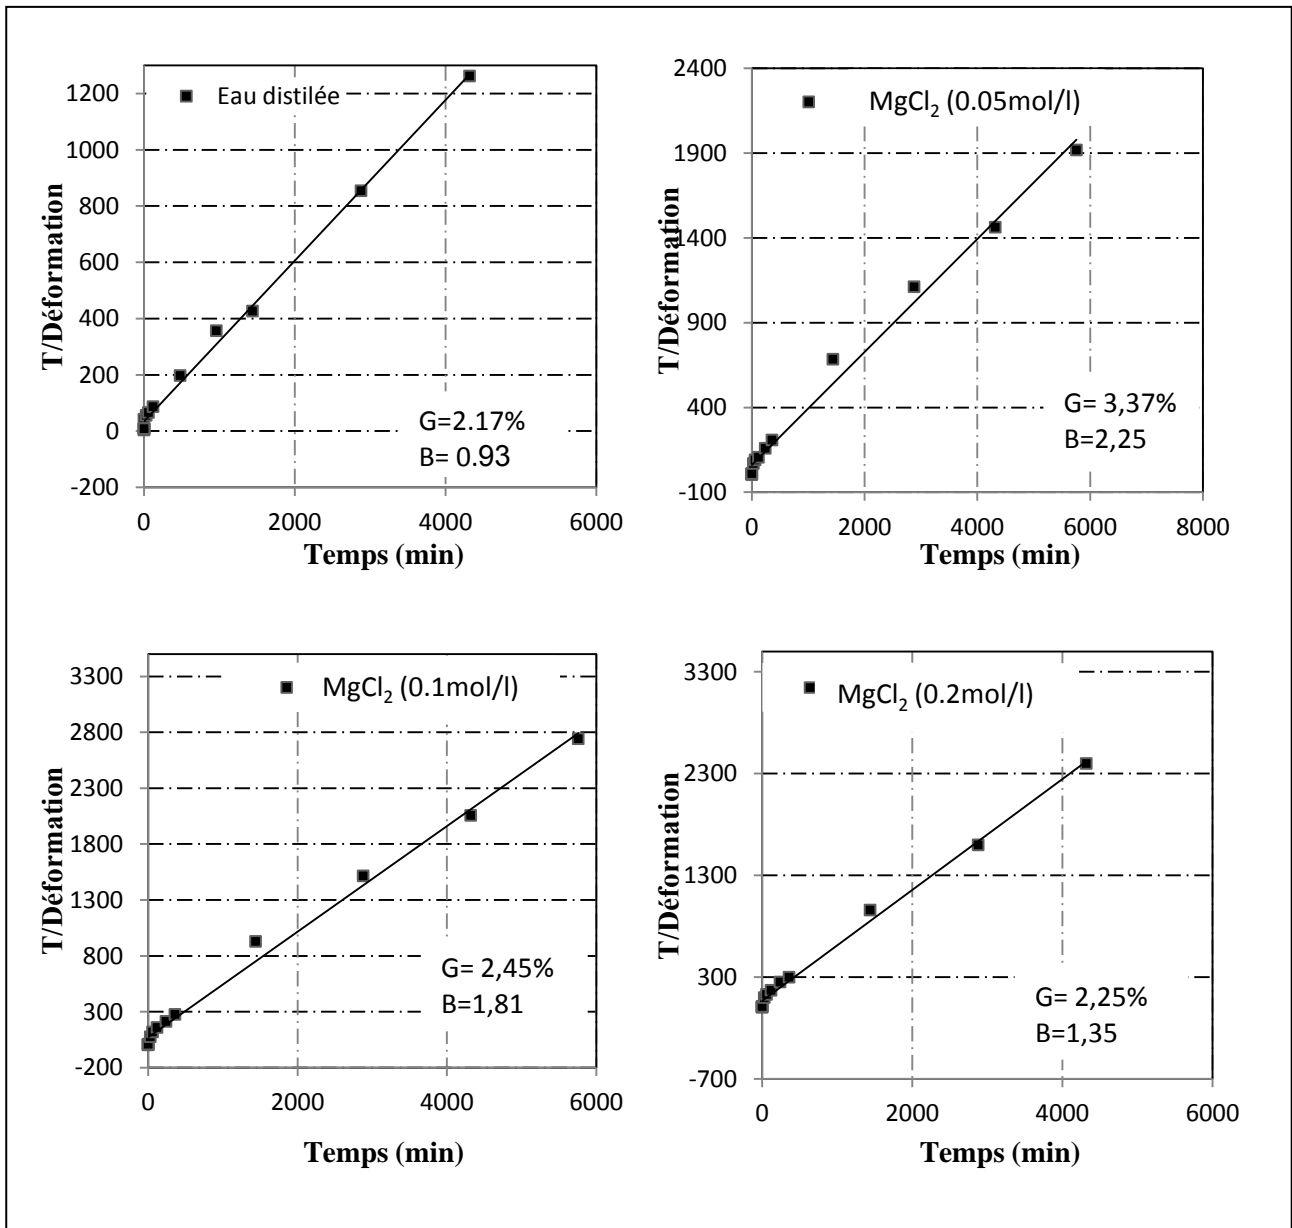 Eau distilée
1200
1000
800
600
400
200
0
-200
T/Déformation
G=2.17%
B= 0.93
0 2000 4000 6000
Temps (min)
2400
1900
1400
900
400
-100
T/Déformation
MgCl₂ (0.05mol/l)
G= 3,37%
B=2,25
0 2000 4000 6000 8000
Temps (min)
3300
2800
2300
1800
1300
800
300
-200
T/Déformation
MgCl₂ (0.1mol/l)
G= 2,45%
B=1,81
0 2000 4000 6000
Temps (min)
3300
2300
1300
300
-700
T/Déformation
MgCl₂ (0.2mol/l)
G= 2,25%
B=1,35
0 2000 4000 6000
Temps (min)